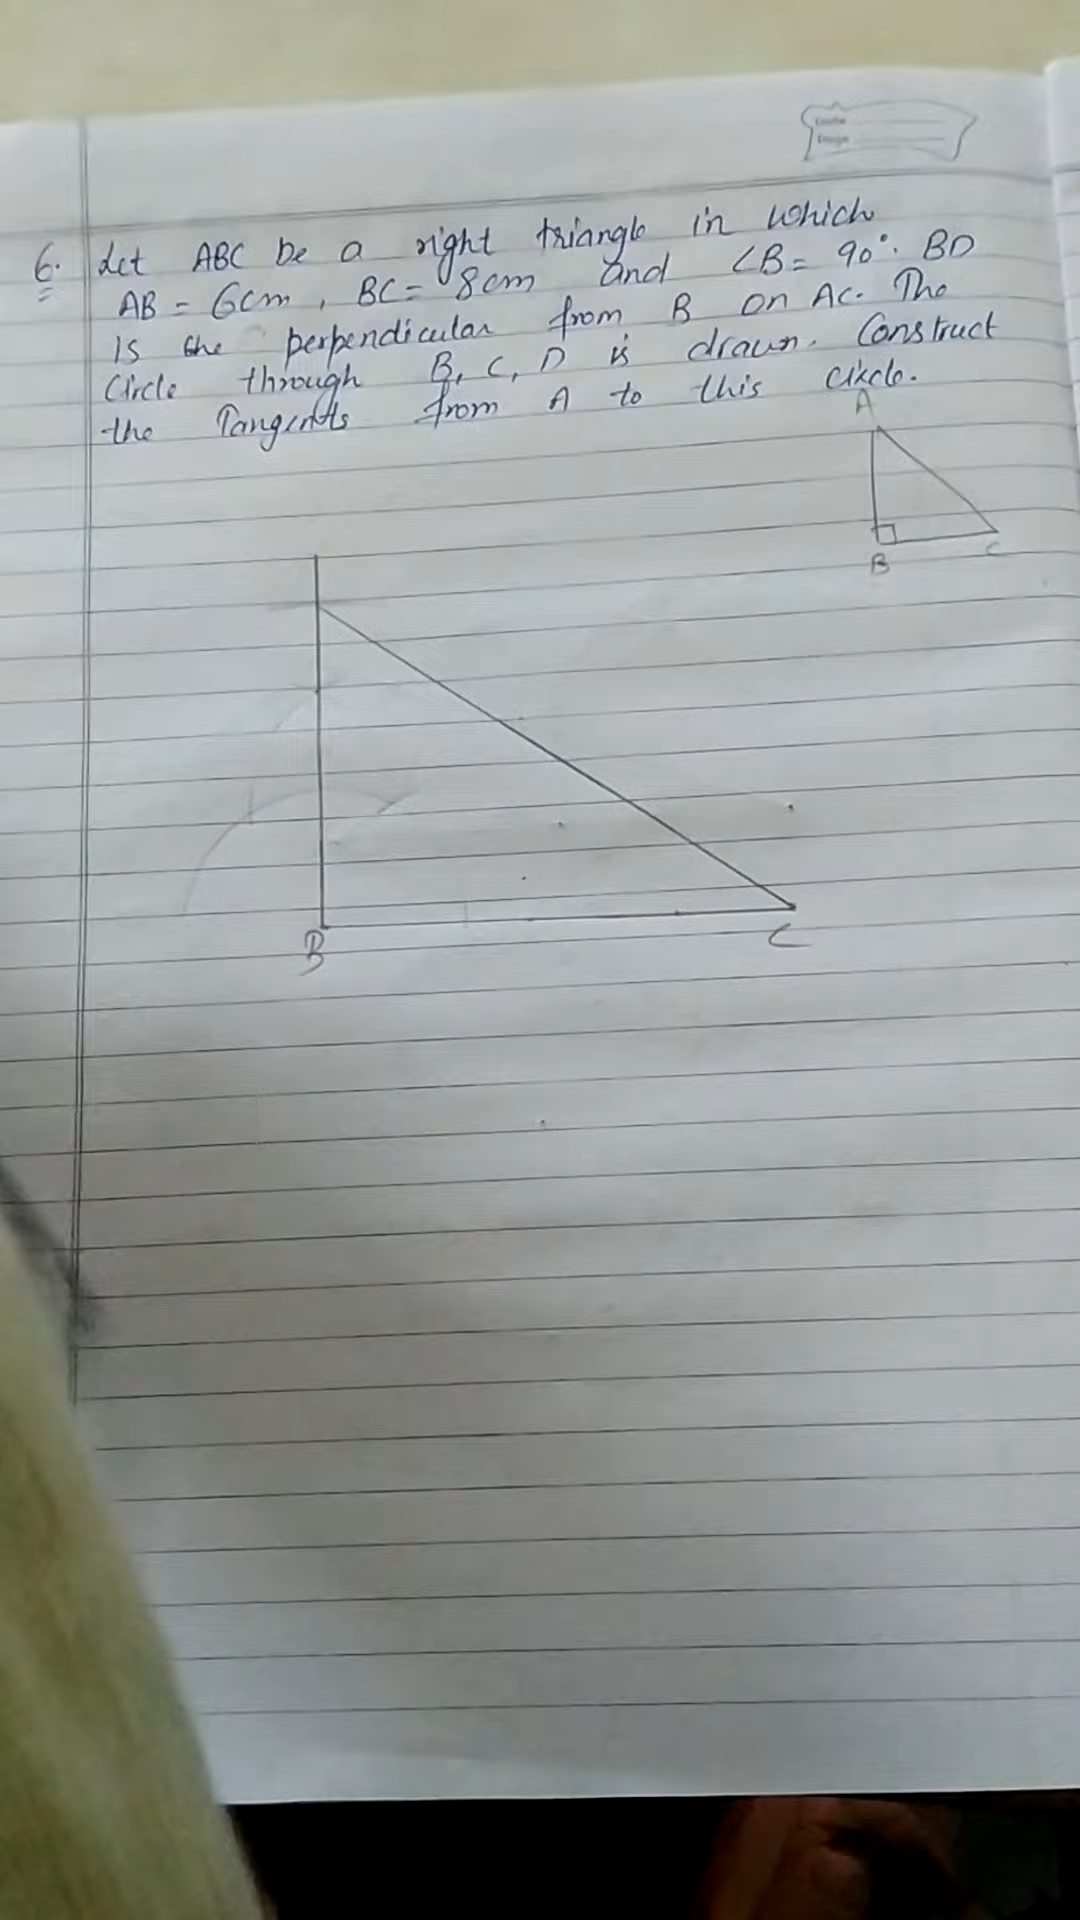 6. Let ABC be a right triangle in which
AB = 6cm, BC = 8cm and ∠B = 90°. BD
is the perpendicular from B on AC. The
Circle through B, C, D is drawn. Construct
the Tangents from A to this circle.
A
B
C
B
C